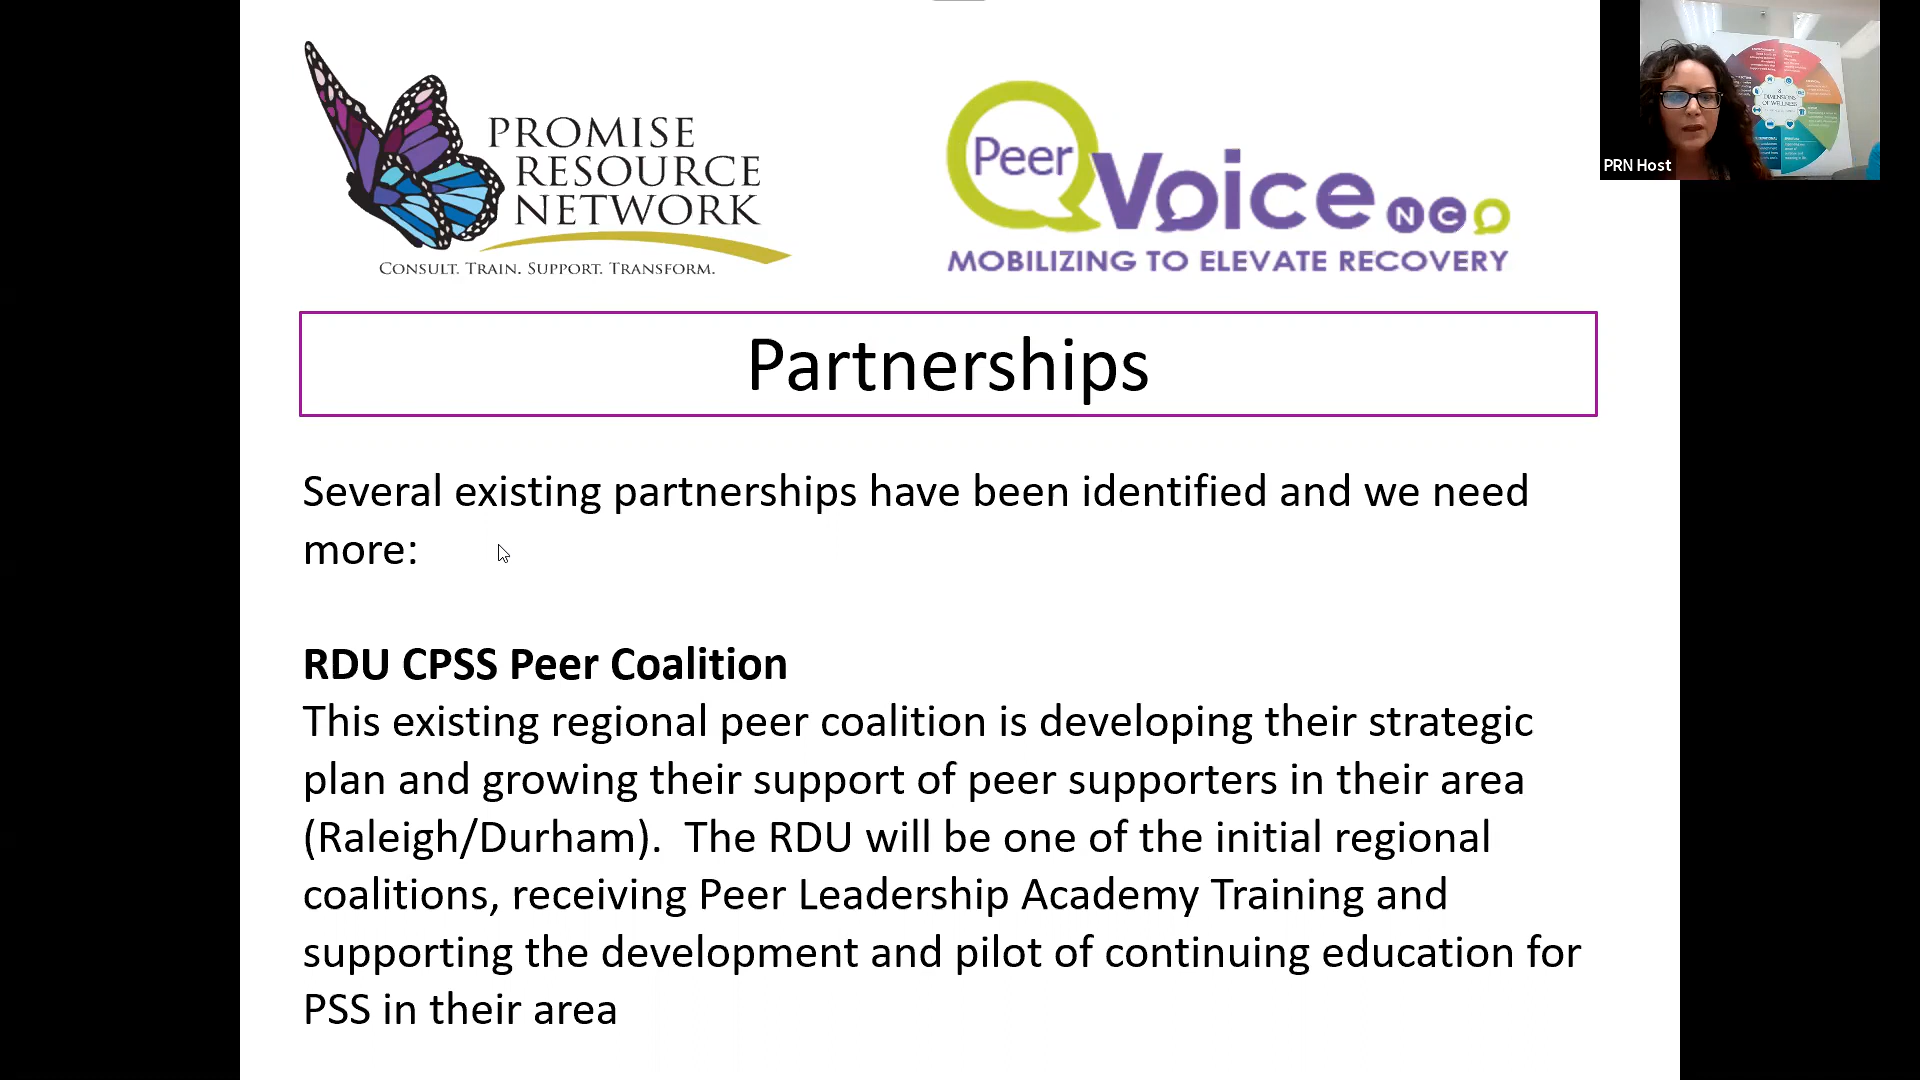 PROMISE
RESOURCE
NETWORK
CONSULT. TRAIN. SUPPORT. TRANSFORM.
Peer Voice NC
MOBILIZING TO ELEVATE RECOVERY
PRN Host
8
DIMENSIONS
OF WELLNESS
Partnerships
Several existing partnerships have been identified and we need
more:
RDU CPSS Peer Coalition
This existing regional peer coalition is developing their strategic
plan and growing their support of peer supporters in their area
(Raleigh/Durham).  The RDU will be one of the initial regional
coalitions, receiving Peer Leadership Academy Training and
supporting the development and pilot of continuing education for
PSS in their area